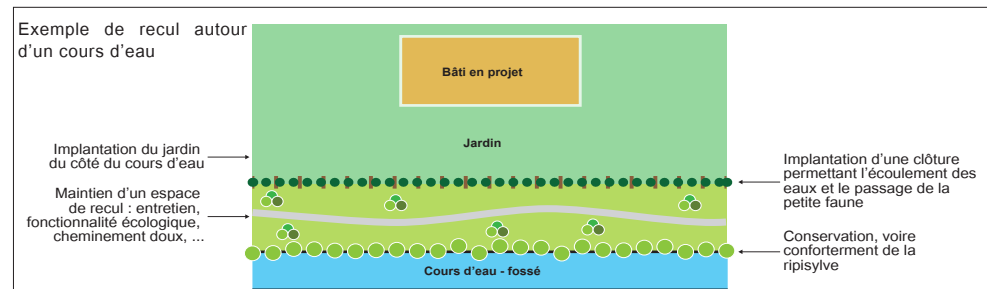 Exemple de recul autour
d'un cours d'eau
Bâti en projet
Jardin
Implantation du jardin
du côté du cours d'eau
Maintien d'un espace
de recul : entretien,
fonctionnalité écologique,
cheminement doux, ...
Implantation d'une clôture
permettant l'écoulement des
eaux et le passage de la
petite faune
Conservation, voire
confortement de la
ripisylve
Cours d'eau - fossé